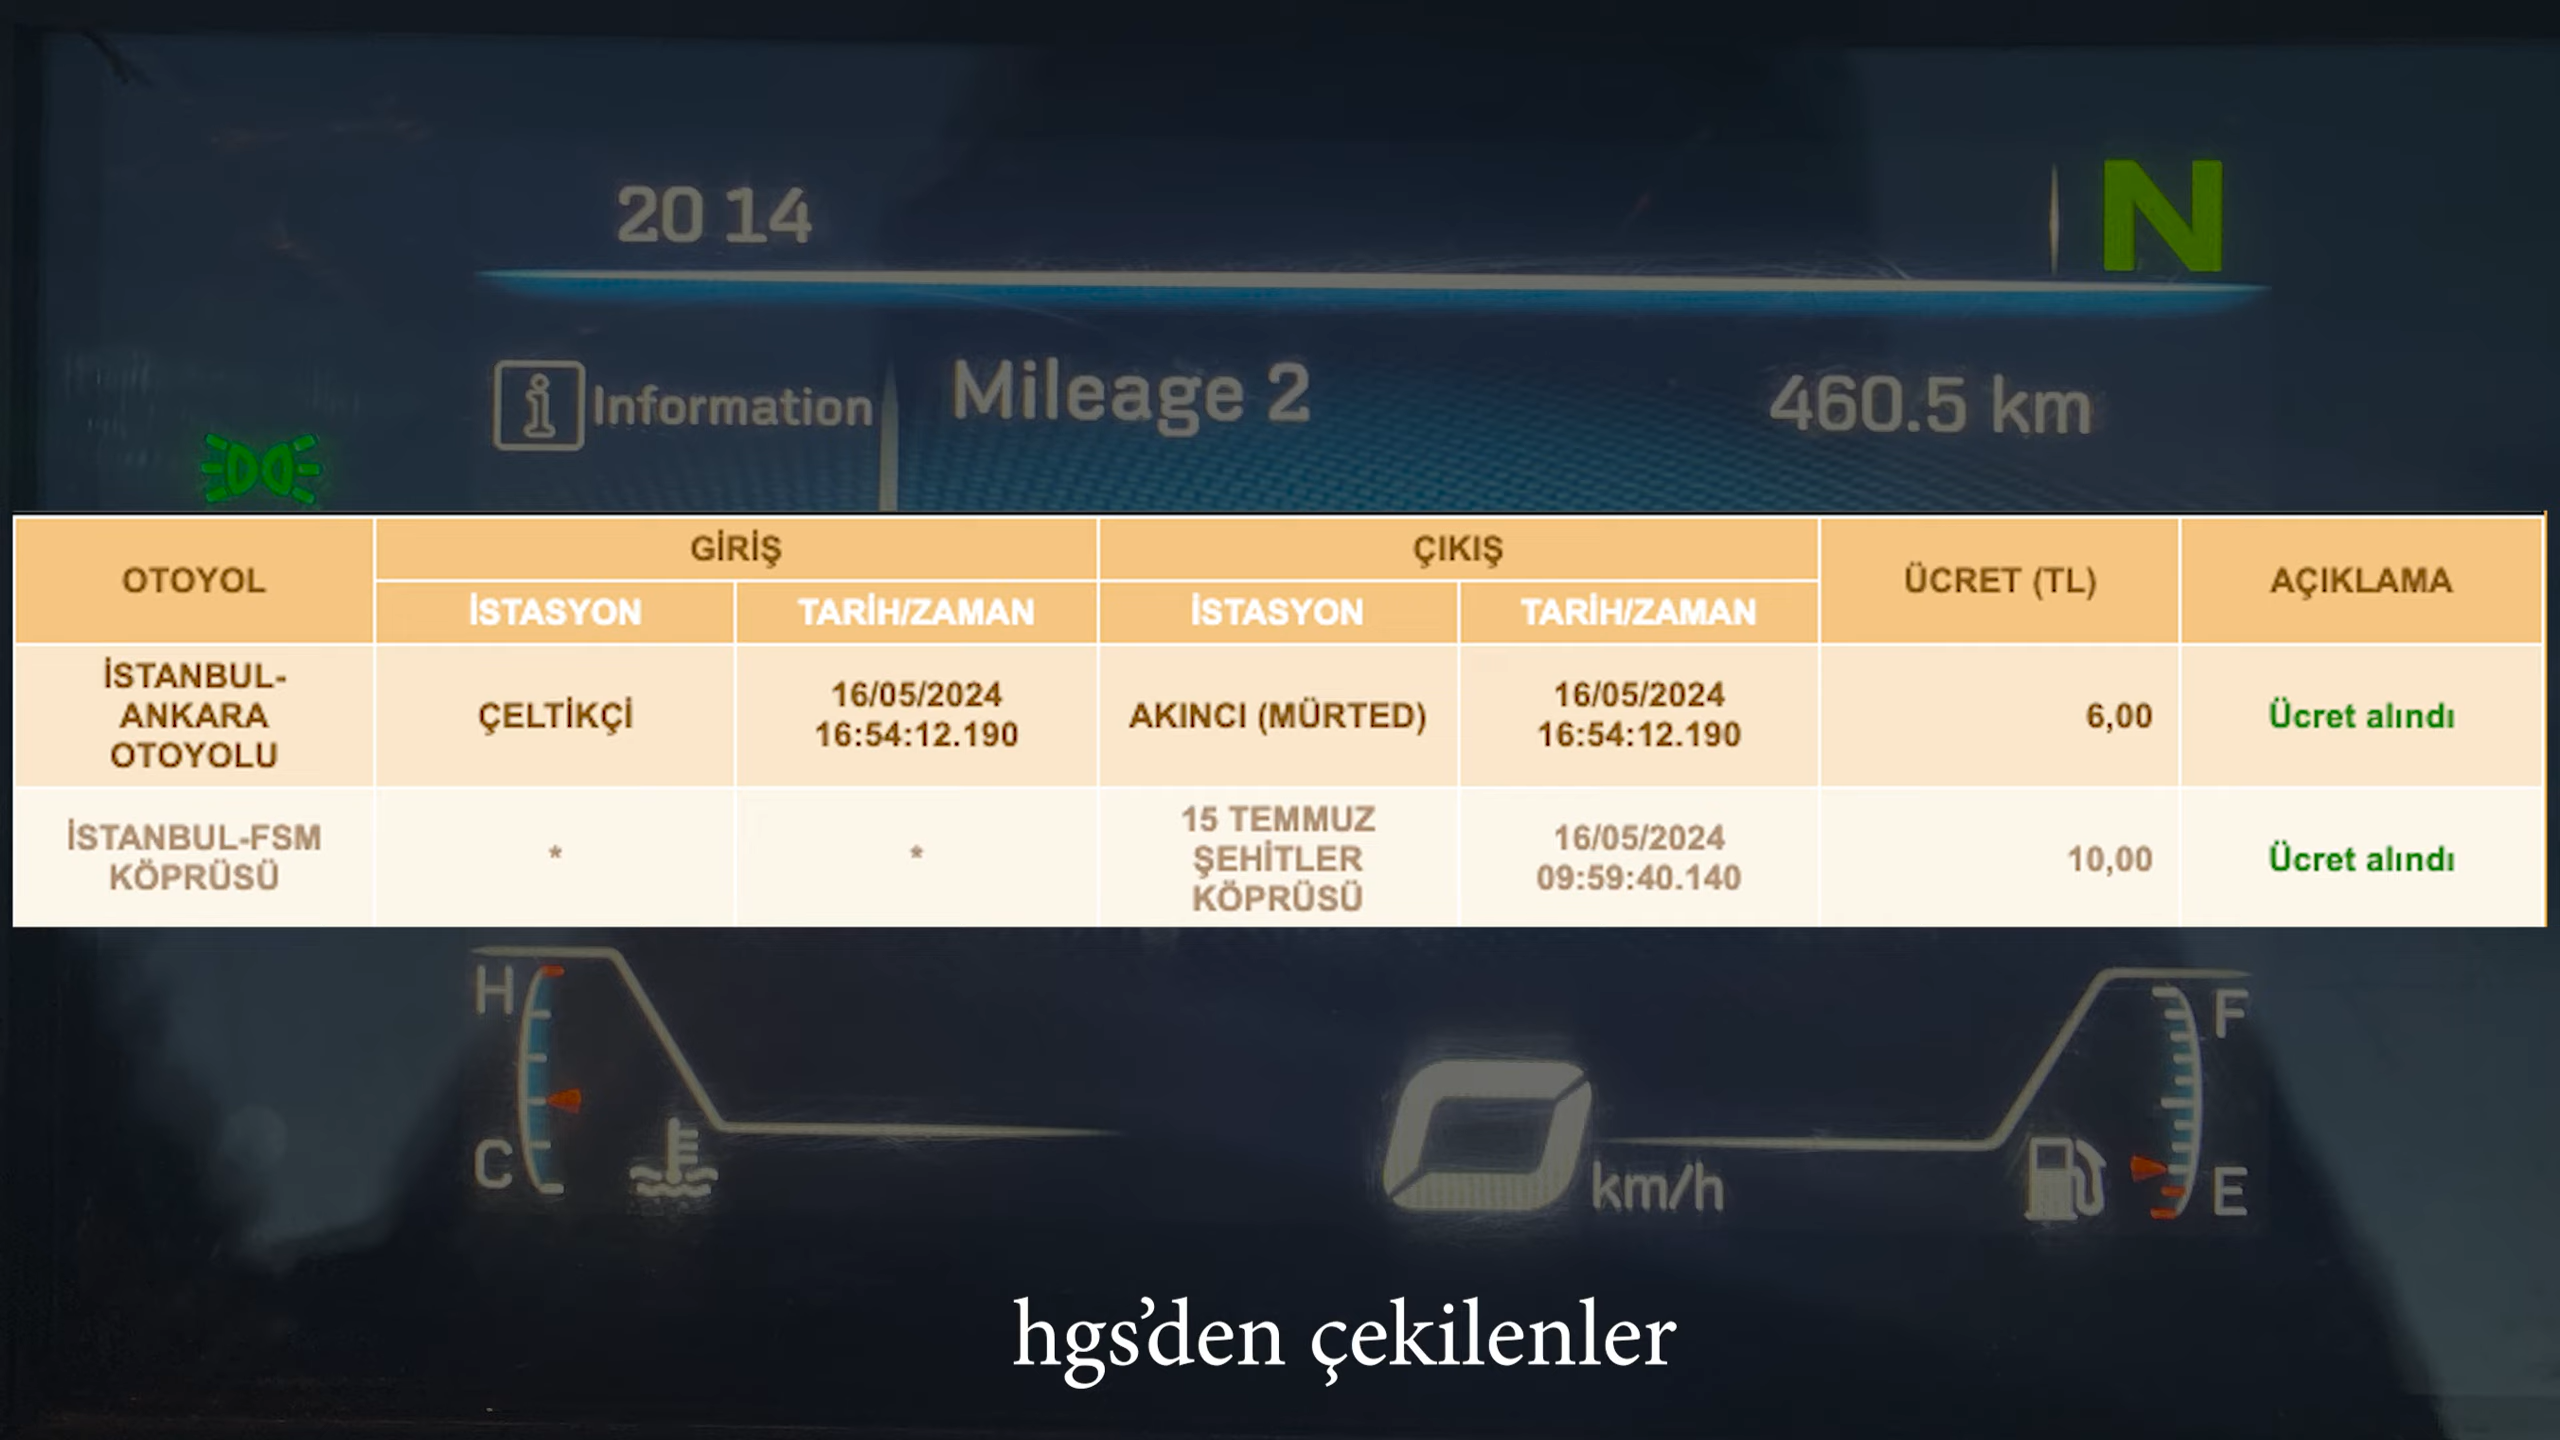 20 14
N
Information
Mileage 2
460.5 km
OTOYOL
GİRİŞ
ÇIKIŞ
ÜCRET (TL)
AÇIKLAMA
İSTASYON
TARİH/ZAMAN
İSTASYON
TARİH/ZAMAN
İSTANBUL-
ANKARA
OTOYOLU
ÇELTİKÇİ
16/05/2024
16:54:12.190
AKINCI (MÜRTED)
16/05/2024
16:54:12.190
6,00
Ücret alındı
İSTANBUL-FSM
KÖPRÜSÜ
*
*
15 TEMMUZ
ŞEHİTLER
KÖPRÜSÜ
16/05/2024
09:59:40.140
10,00
Ücret alındı
H
C
0 km/h
F
E
hgs’den çekilenler